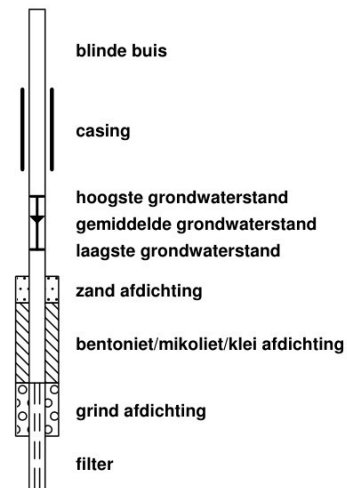 blinde buis
casing
hoogste grondwaterstand
gemiddelde grondwaterstand
laagste grondwaterstand
zand afdichting
bentoniet/mikoliet/klei afdichting
grind afdichting
filter